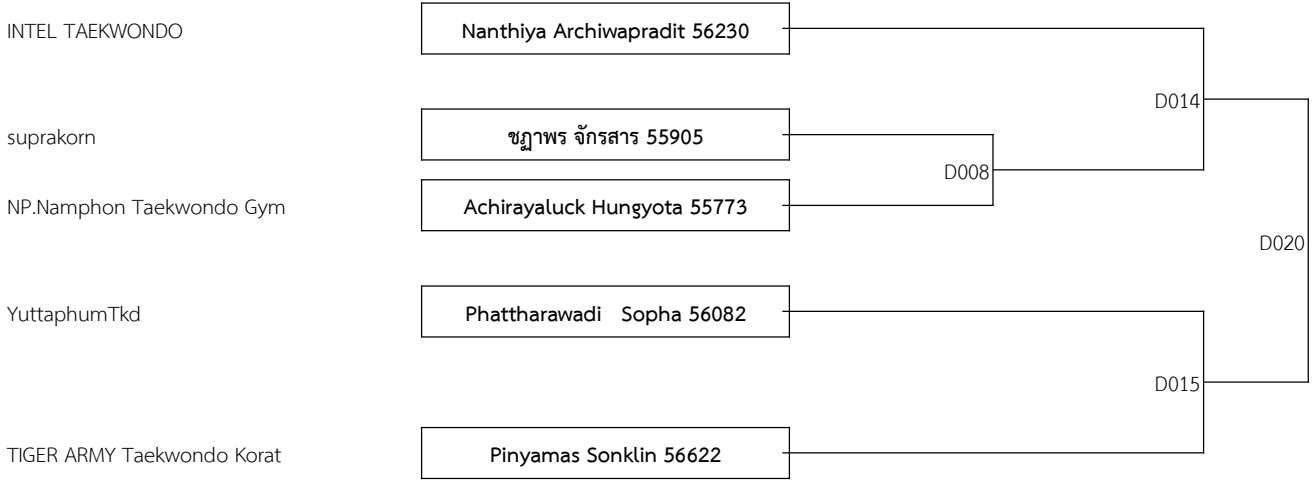 INTEL TAEKWONDO
Nanthiya Archiwapradit 56230
D014
suprakorn
ชฎาพร จักรสาร 55905
D008
NP.Namphon Taekwondo Gym
Achirayaluck Hungyota 55773
D020
YuttaphumTkd
Phattharawadi Sopha 56082
D015
TIGER ARMY Taekwondo Korat
Pinyamas Sonklin 56622